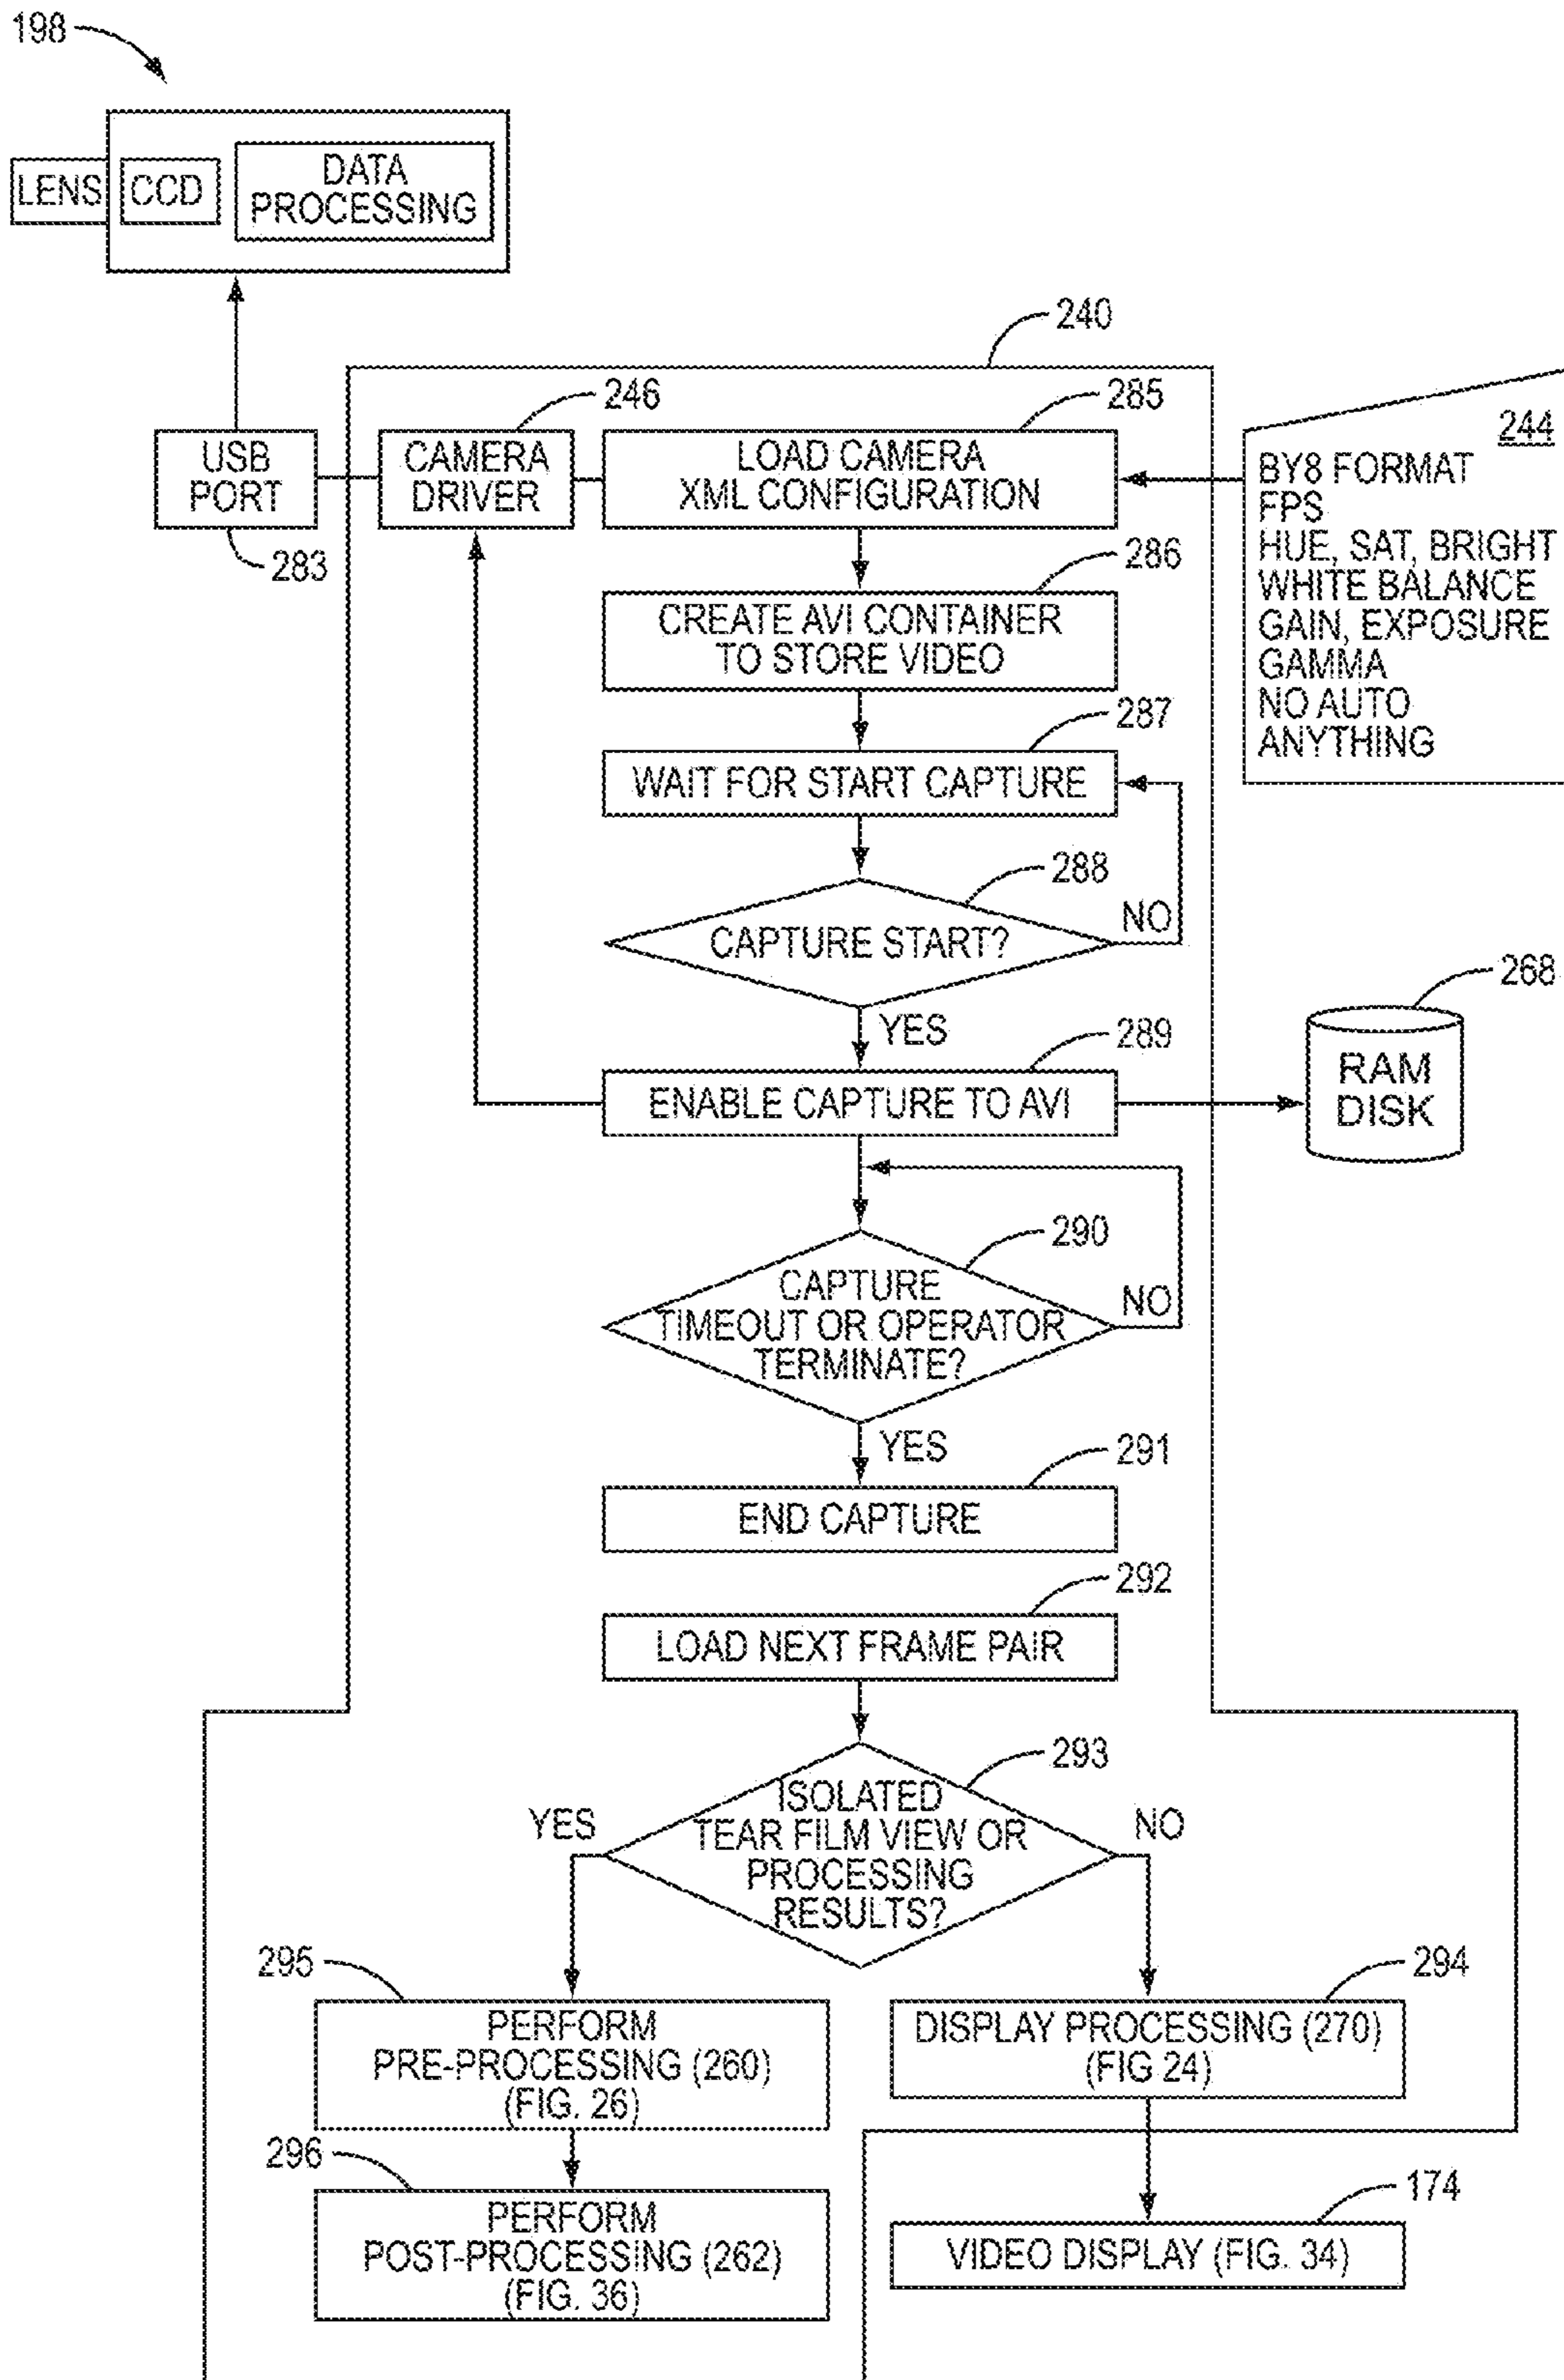 198
LENS
CCD
DATA
PROCESSING
240
246
285
244
USB
PORT
CAMERA
DRIVER
LOAD CAMERA
XML CONFIGURATION
BY8 FORMAT
FPS
HUE, SAT, BRIGHT
WHITE BALANCE
GAIN, EXPOSURE
GAMMA
NO AUTO
ANYTHING
283
286
CREATE AVI CONTAINER
TO STORE VIDEO
287
WAIT FOR START CAPTURE
288
CAPTURE START?
NO
YES
268
RAM
DISK
289
ENABLE CAPTURE TO AVI
290
CAPTURE
TIMEOUT OR OPERATOR
TERMINATE?
NO
YES
291
END CAPTURE
292
LOAD NEXT FRAME PAIR
293
ISOLATED
TEAR FILM VIEW OR
PROCESSING
RESULTS?
YES
NO
295
PERFORM
PRE-PROCESSING (260)
(FIG. 26)
294
DISPLAY PROCESSING (270)
(FIG 24)
296
PERFORM
POST-PROCESSING (262)
(FIG. 36)
174
VIDEO DISPLAY (FIG. 34)